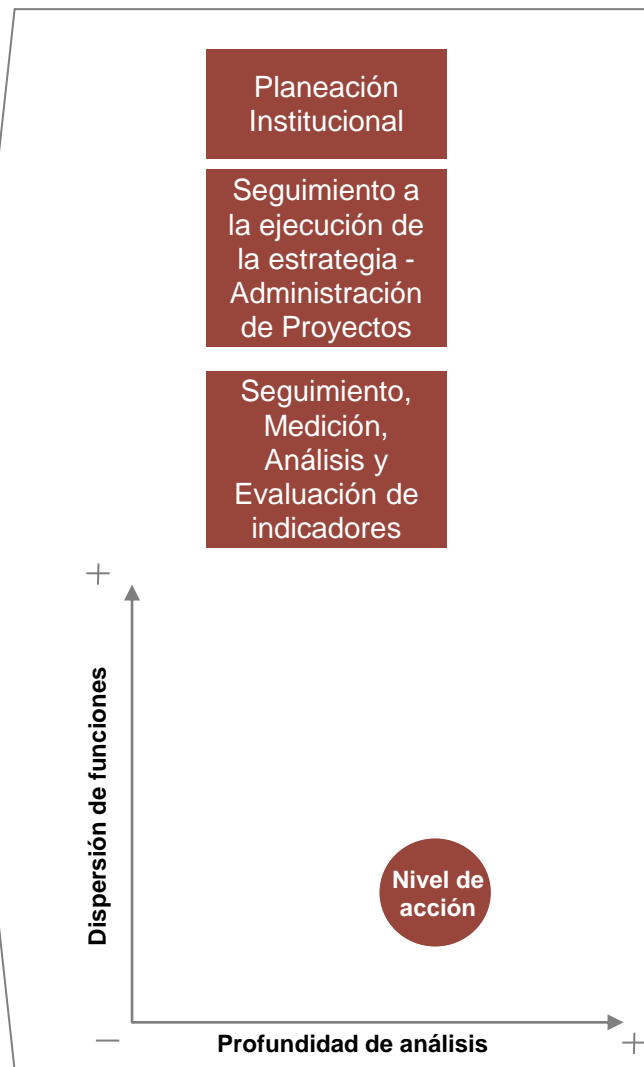 Planeación
Institucional
Seguimiento a
la ejecución de
la estrategia -
Administración
de Proyectos
Seguimiento,
Medición,
Análisis y
Evaluación de
indicadores
+
Dispersión de funciones
Nivel de
acción
–
Profundidad de análisis
+